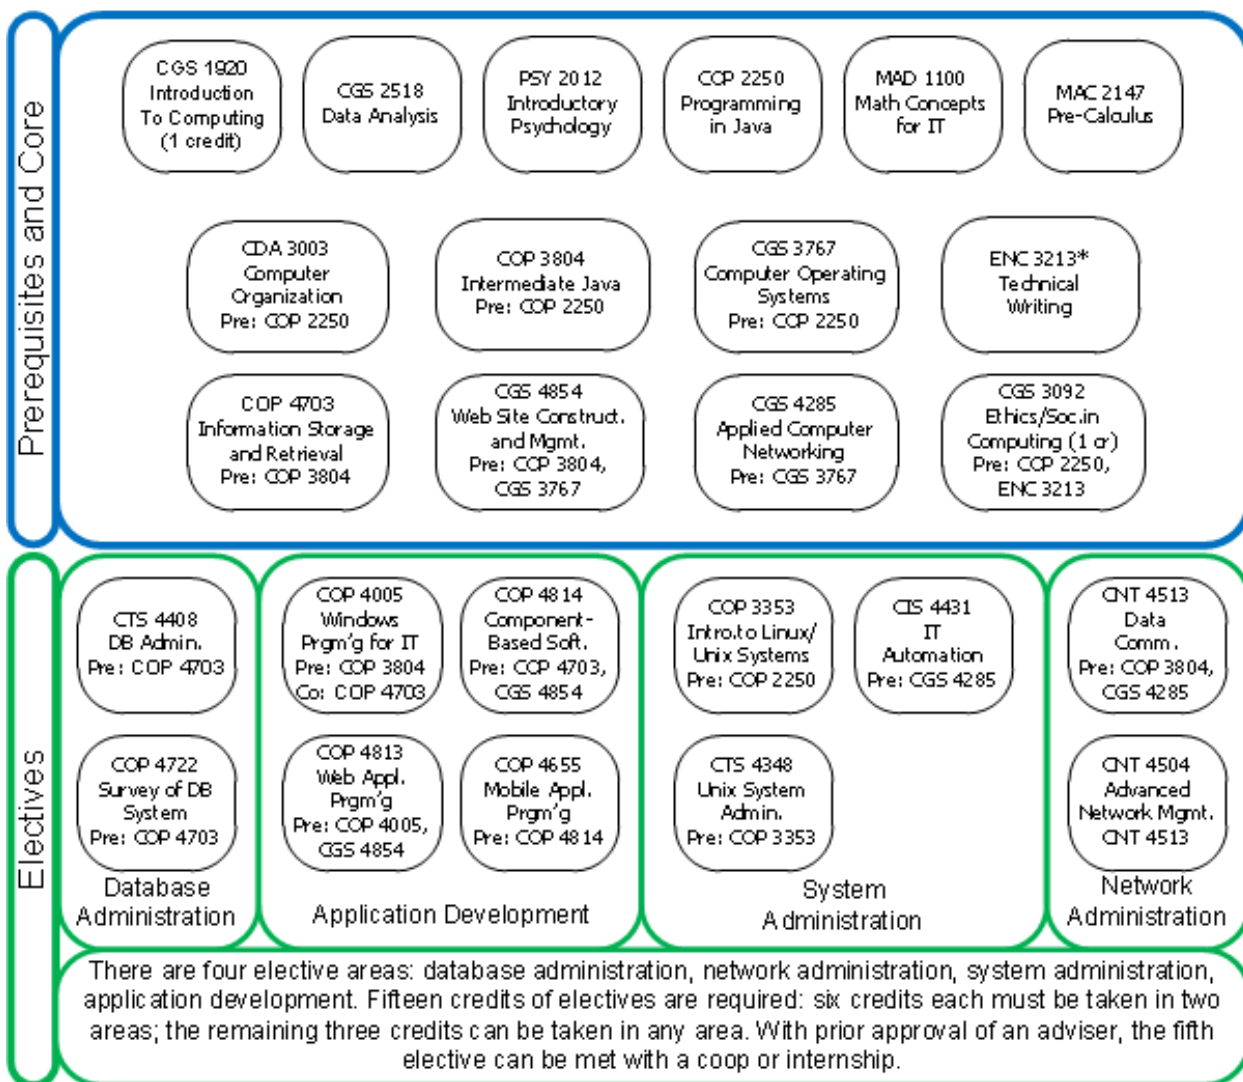 Prerequisites and Core
CGS 1920
Introduction
To Computing
(1 credit)
CGS 2518
Data Analysis
PSY 2012
Introductory
Psychology
COP 2250
Programming
in Java
MAD 1100
Math Concepts
for IT
MAC 2147
Pre-Calculus
CDA 3003
Computer
Organization
Pre: COP 2250
COP 3804
Intermediate Java
Pre: COP 2250
CGS 3767
Computer Operating
Systems
Pre: COP 2250
ENC 3213*
Technical
Writing
COP 4703
Information Storage
and Retrieval
Pre: COP 3804
CGS 4854
Web Site Construct.
and Mgmt.
Pre: COP 3804,
CGS 3767
CGS 4285
Applied Computer
Networking
Pre: CGS 3767
CGS 3092
Ethics/Soc.in
Computing (1 cr)
Pre: COP 2250,
ENC 3213
Electives
CTS 4408
DB Admin.
Pre: COP 4703
COP 4722
Survey of DB
System
Pre: COP 4703
Database
Administration
COP 4005
Windows
Prgm'g for IT
Pre: COP 3804
Co: COP 4703
COP 4814
Component-
Based Soft.
Pre: COP 4703,
CGS 4854
COP 4813
Web Appl.
Prgm'g
Pre: COP 4005,
CGS 4854
COP 4655
Mobile Appl.
Prgm'g
Pre: COP 4814
Application Development
COP 3353
Intro.to Linux/
Unix Systems
Pre: COP 2250
CIS 4431
IT
Automation
Pre: CGS 4285
CTS 4348
Unix System
Admin.
Pre: COP 3353
System
Administration
CNT 4513
Data
Comm.
Pre: COP 3804,
CGS 4285
CNT 4504
Advanced
Network Mgmt.
CNT 4513
Network
Administration
There are four elective areas: database administration, network administration, system administration,
application development. Fifteen credits of electives are required: six credits each must be taken in two
areas; the remaining three credits can be taken in any area. With prior approval of an adviser, the fifth
elective can be met with a coop or internship.